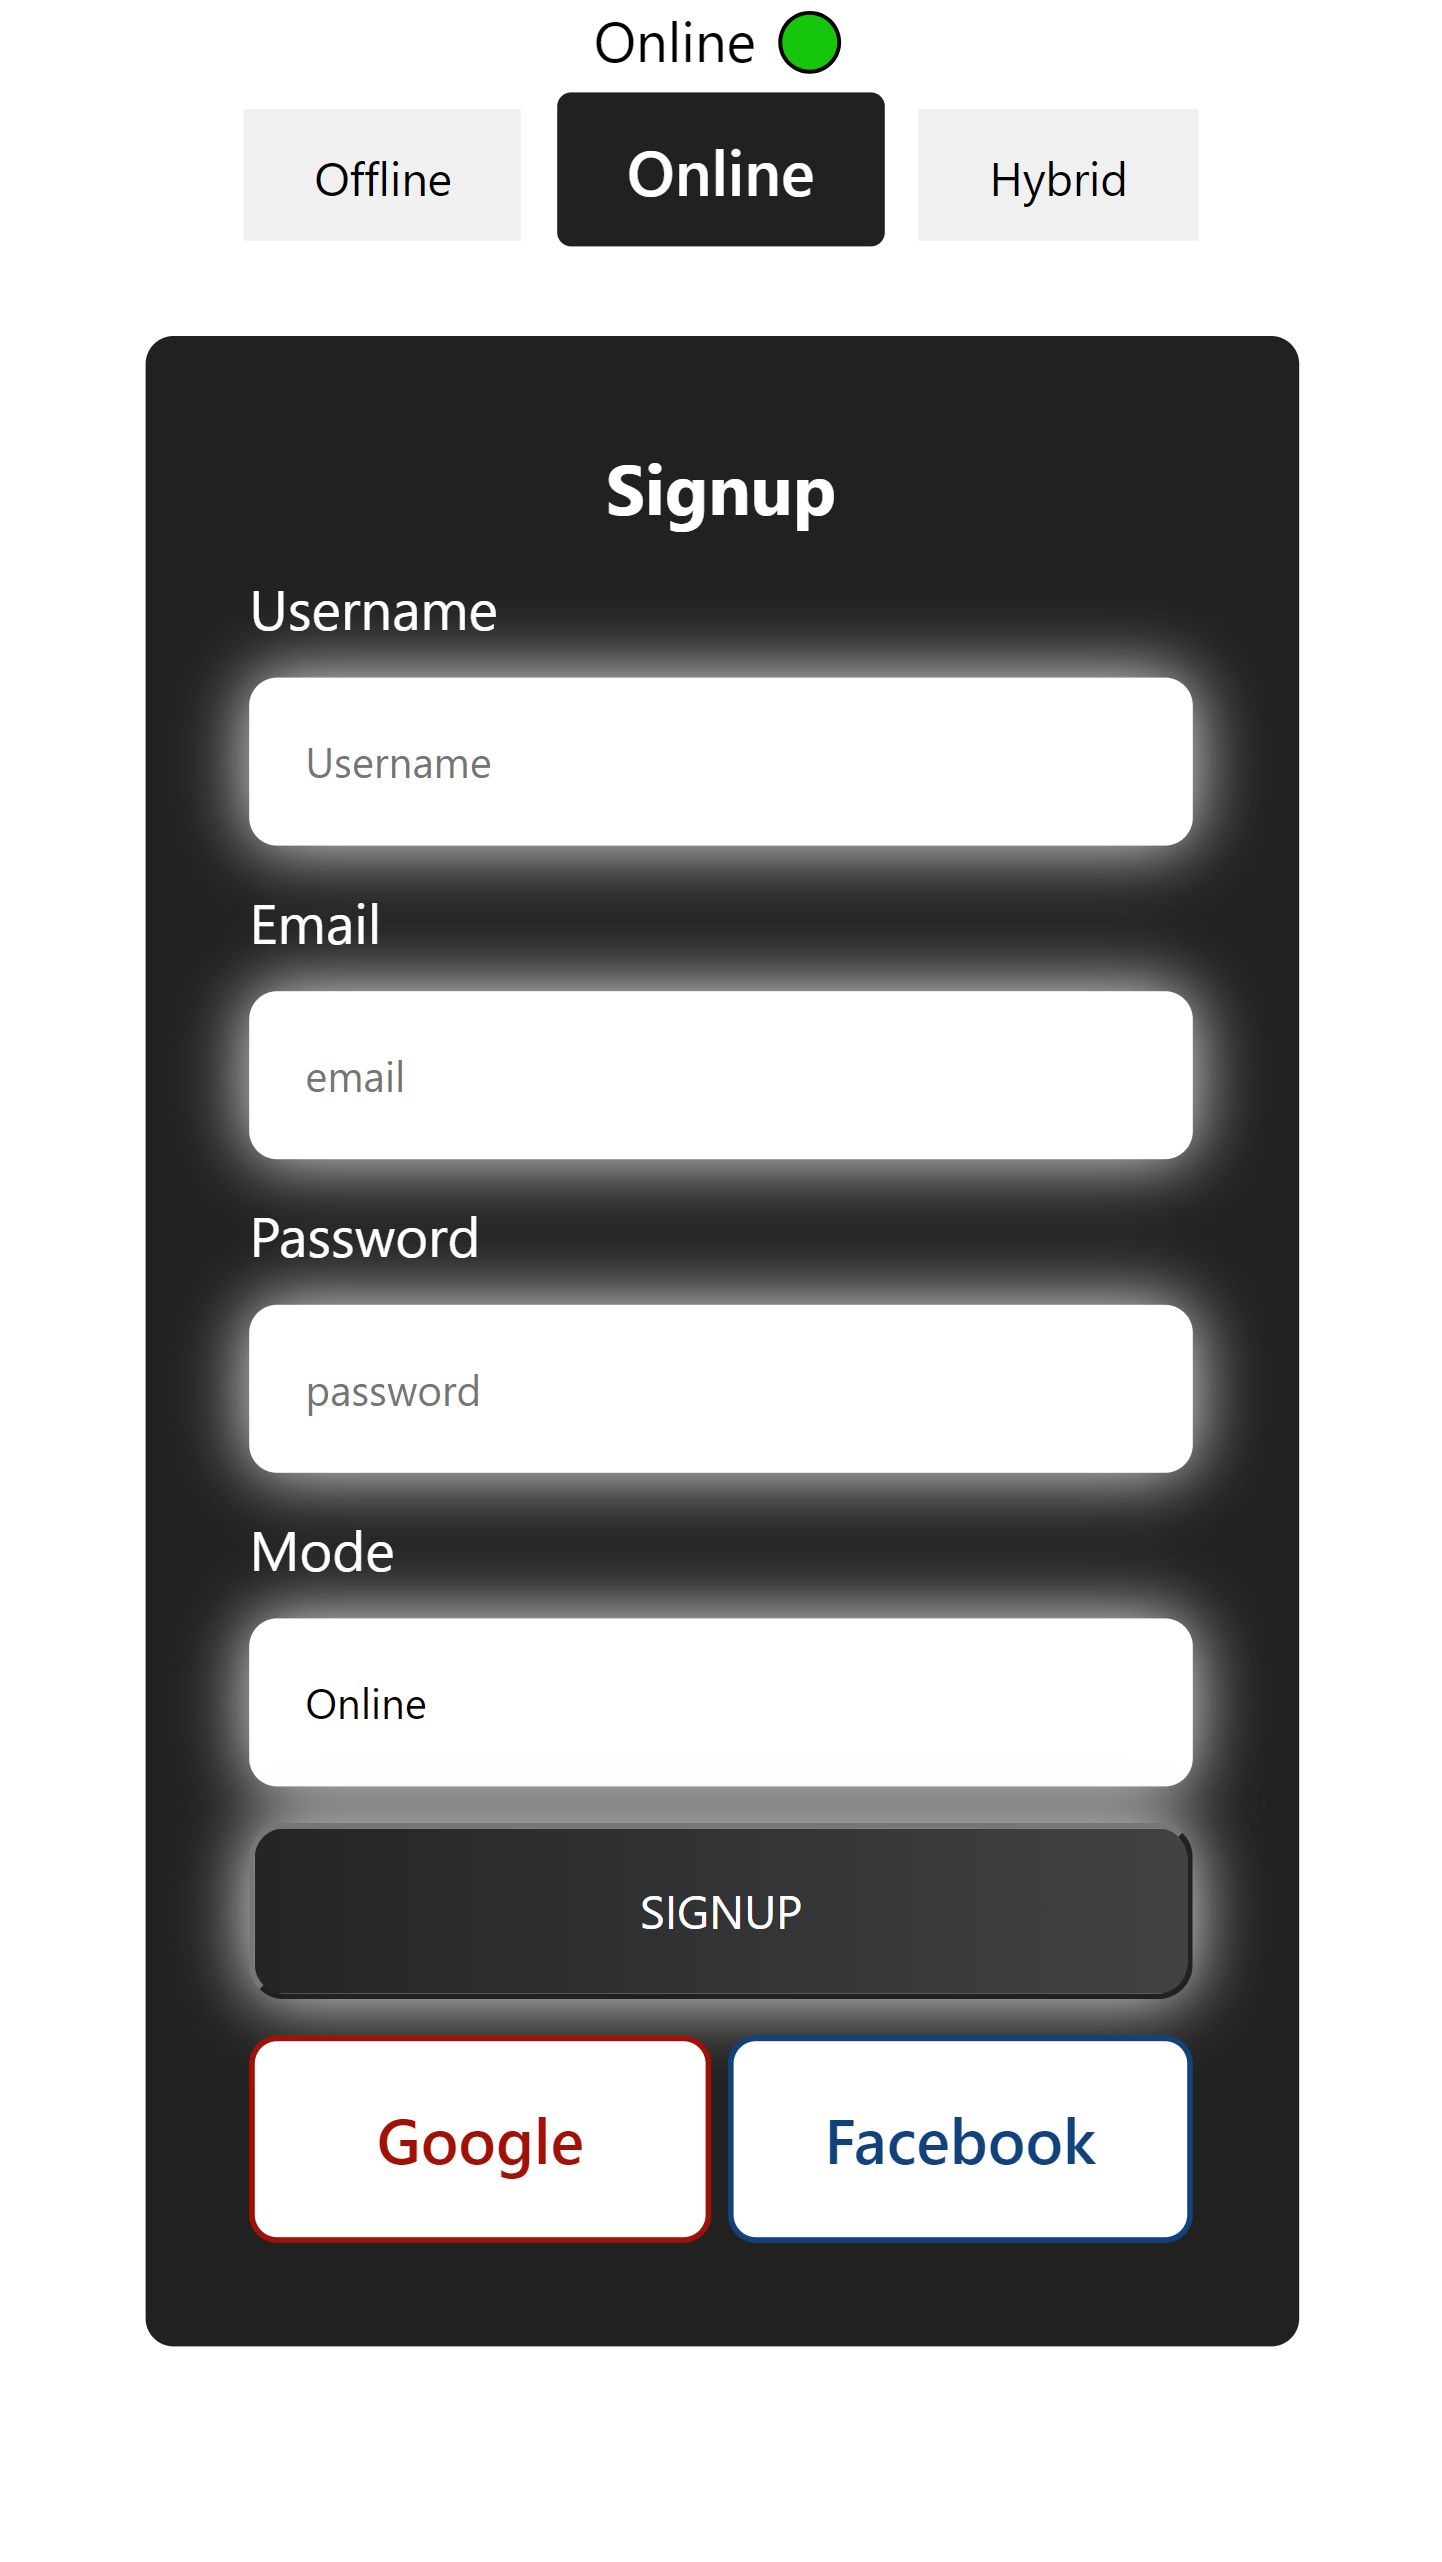 Online
Offline Online Hybrid
Signup
Username
Username
Email
email
Password
password
Mode
Online
SIGNUP
Google Facebook